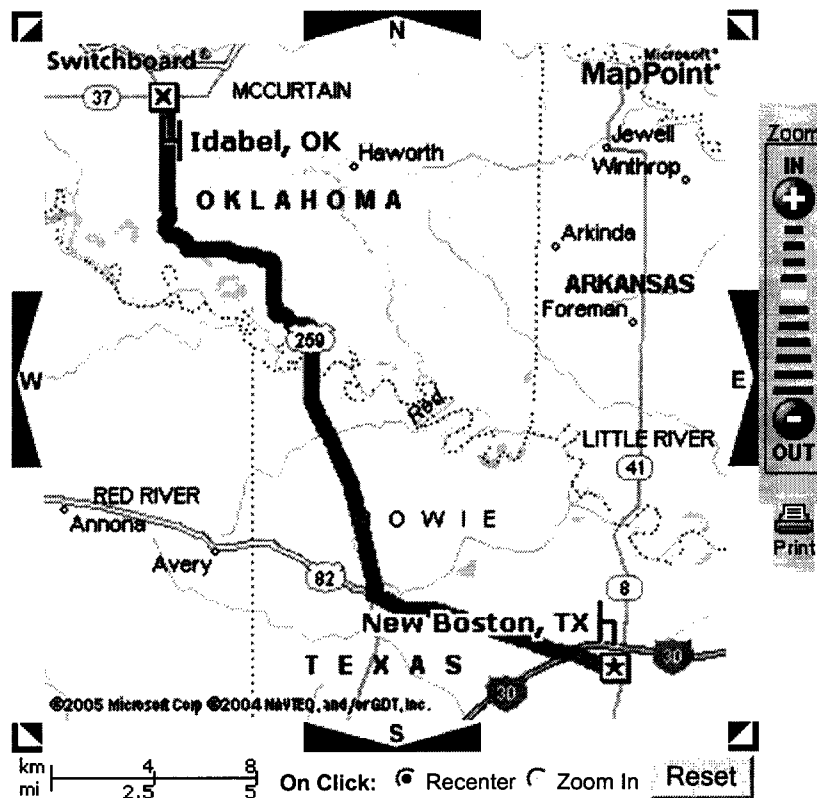 N
Switchboard®
Microsoft®
MapPoint®
37
MCCURTAIN
Zoom
IN
Idabel, OK
Haworth
Jewell
Winthrop
OKLAHOMA
Arkinda
ARKANSAS
Foreman
259
W
E
Red
LITTLE RIVER
OUT
41
RED RIVER
Annona
OWIE
Print
Avery
82
8
New Boston, TX
TEXAS
30
30
©2005 Microsoft Corp ©2004 NAVTEQ, and/or GDT, Inc.
S
km 4 8
mi 2.5 5
On Click: Recenter Zoom In Reset